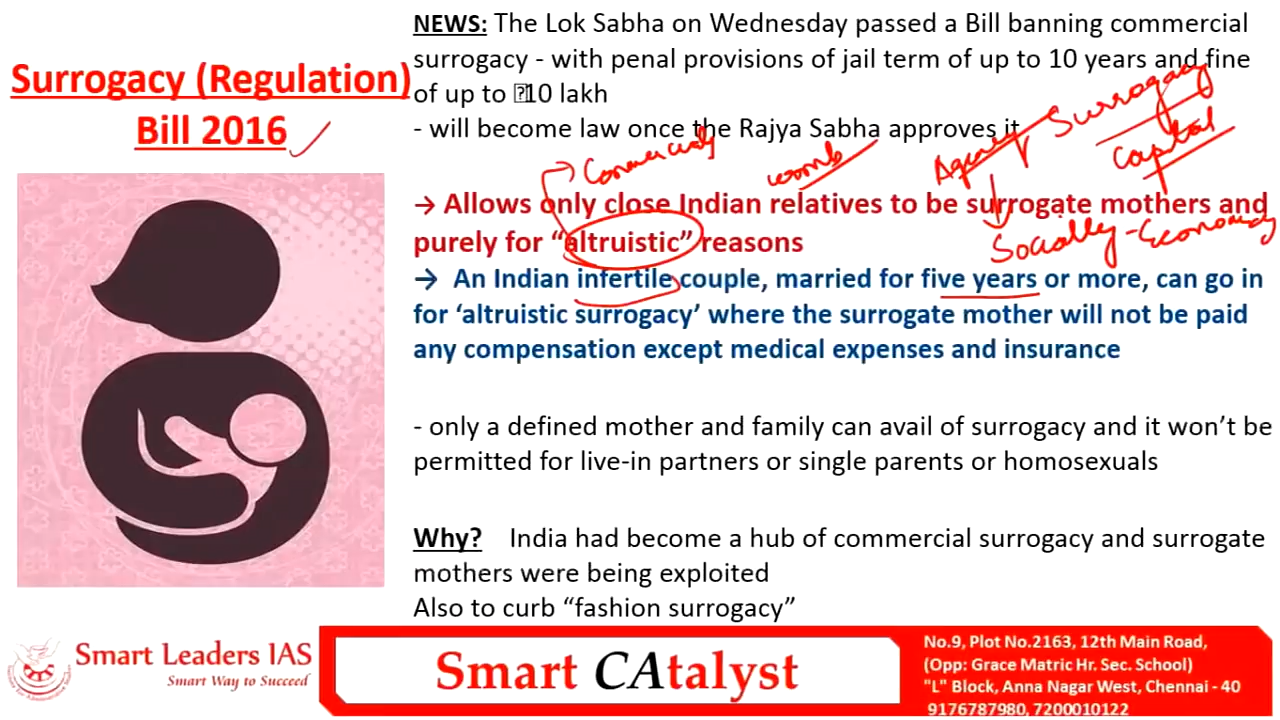 Surrogacy (Regulation)
Bill 2016
NEWS: The Lok Sabha on Wednesday passed a Bill banning commercial
surrogacy - with penal provisions of jail term of up to 10 years and fine
of up to 10 lakh
- will become law once the Rajya Sabha approves it
Surrogacy
Capital
Commercially
womb
Agency
→ Allows only close Indian relatives to be surrogate mothers and
purely for “altruistic” reasons
Socially-Economy
→ An Indian infertile couple, married for five years or more, can go in
for ‘altruistic surrogacy’ where the surrogate mother will not be paid
any compensation except medical expenses and insurance
- only a defined mother and family can avail of surrogacy and it won’t be
permitted for live-in partners or single parents or homosexuals
Why? India had become a hub of commercial surrogacy and surrogate
mothers were being exploited
Also to curb “fashion surrogacy”
Smart Leaders IAS
Smart Way to Succeed
Smart CAtalyst
No.9, Plot No.2163, 12th Main Road,
(Opp: Grace Matric Hr. Sec. School)
"L" Block, Anna Nagar West, Chennai - 40
9176787980, 7200010122